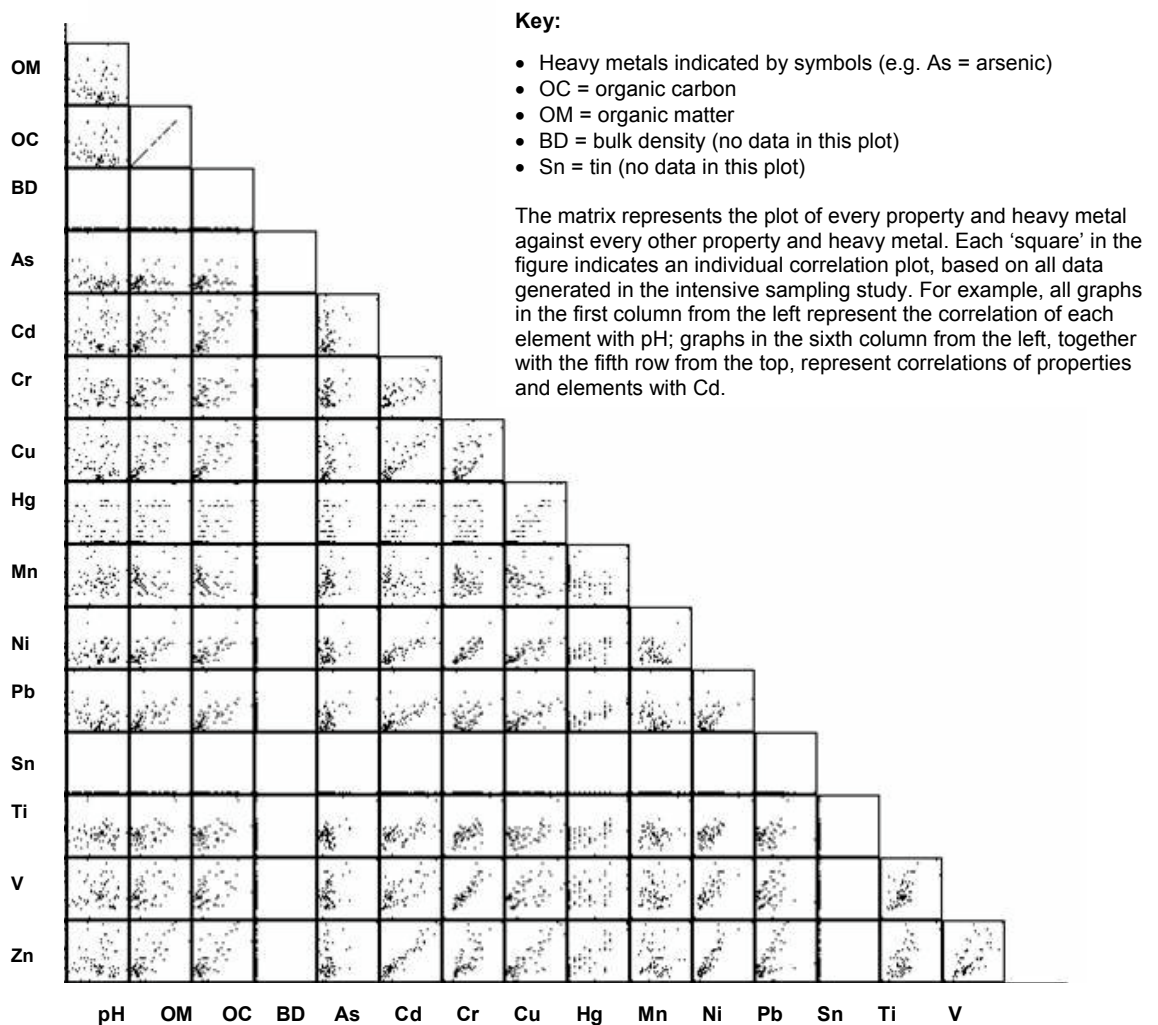 Key:
• Heavy metals indicated by symbols (e.g. As = arsenic)
• OC = organic carbon
• OM = organic matter
• BD = bulk density (no data in this plot)
• Sn = tin (no data in this plot)
The matrix represents the plot of every property and heavy metal
against every other property and heavy metal. Each ‘square’ in the
figure indicates an individual correlation plot, based on all data
generated in the intensive sampling study. For example, all graphs
in the first column from the left represent the correlation of each
element with pH; graphs in the sixth column from the left, together
with the fifth row from the top, represent correlations of properties
and elements with Cd.
OM
OC
BD
As
Cd
Cr
Cu
Hg
Mn
Ni
Pb
Sn
Ti
V
Zn
pH OM OC BD As Cd Cr Cu Hg Mn Ni Pb Sn Ti V